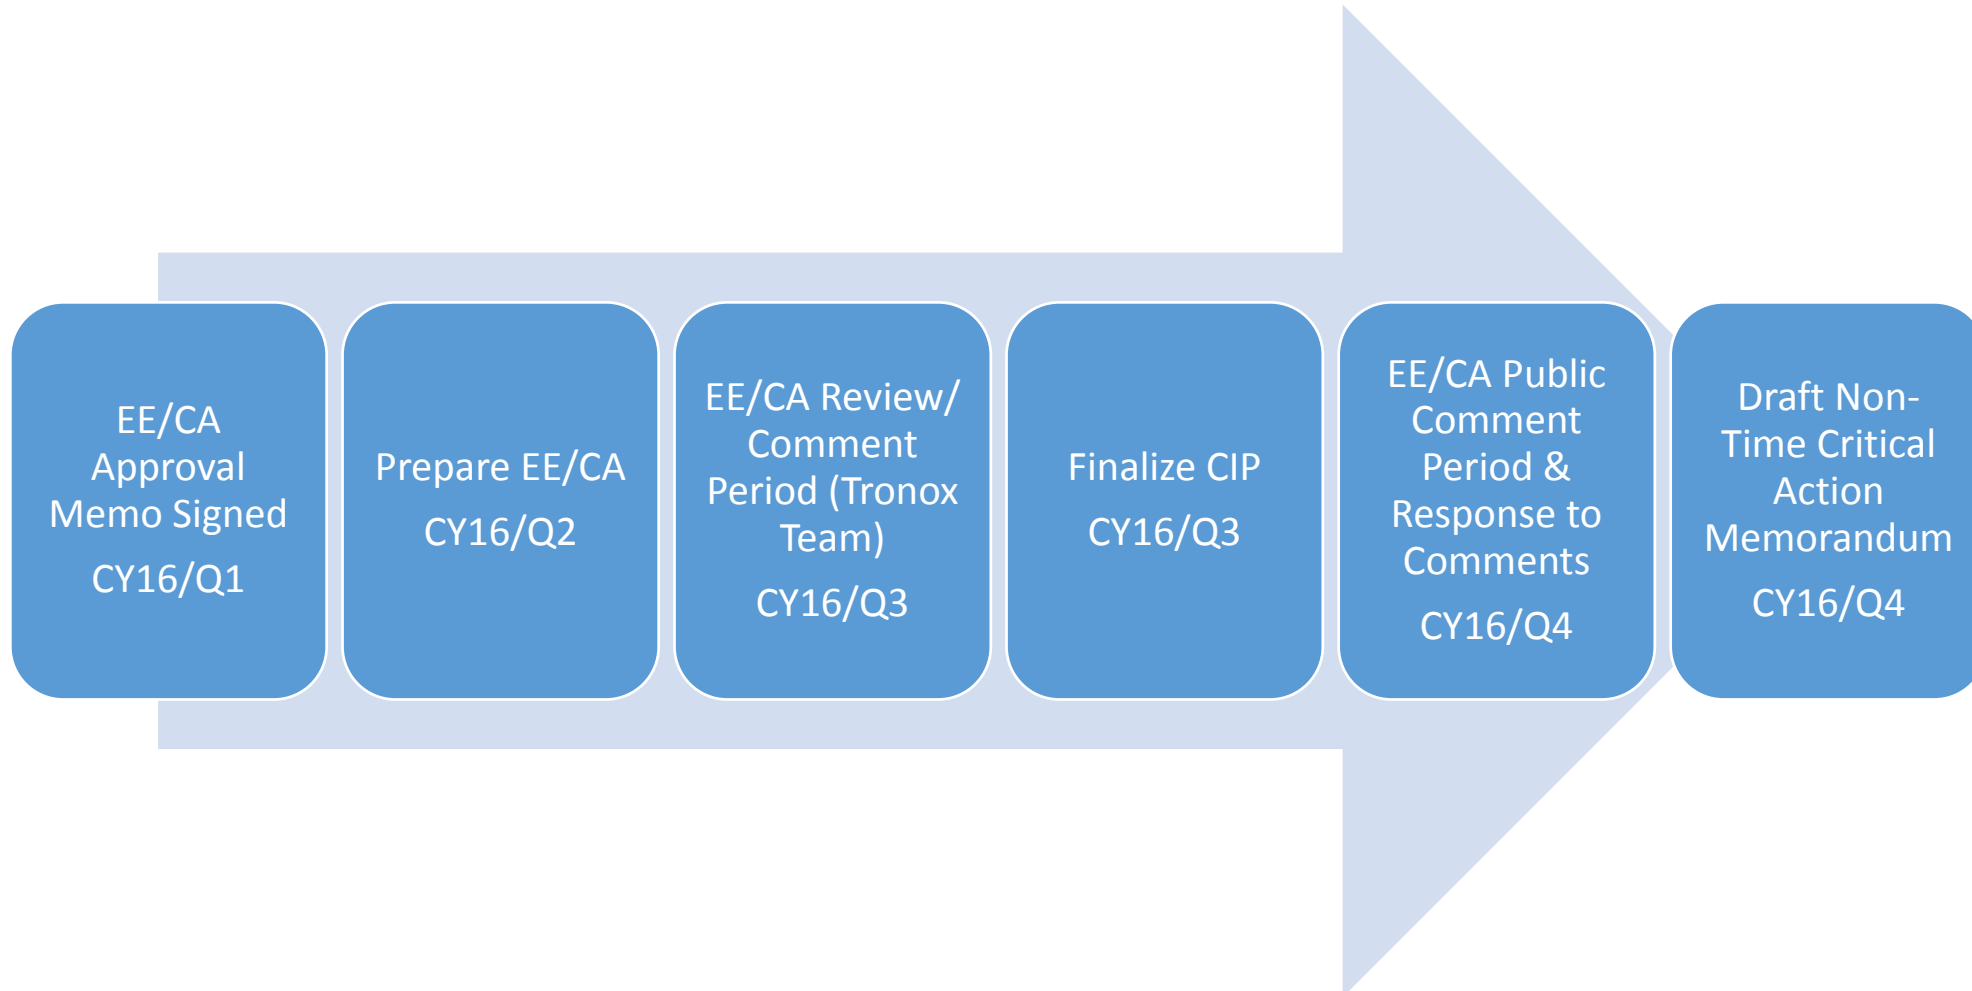 EE/CA
Approval
Memo Signed
CY16/Q1
Prepare EE/CA
CY16/Q2
EE/CA Review/
Comment
Period (Tronox
Team)
CY16/Q3
Finalize CIP
CY16/Q3
EE/CA Public
Comment
Period &
Response to
Comments
CY16/Q4
Draft Non-
Time Critical
Action
Memorandum
CY16/Q4